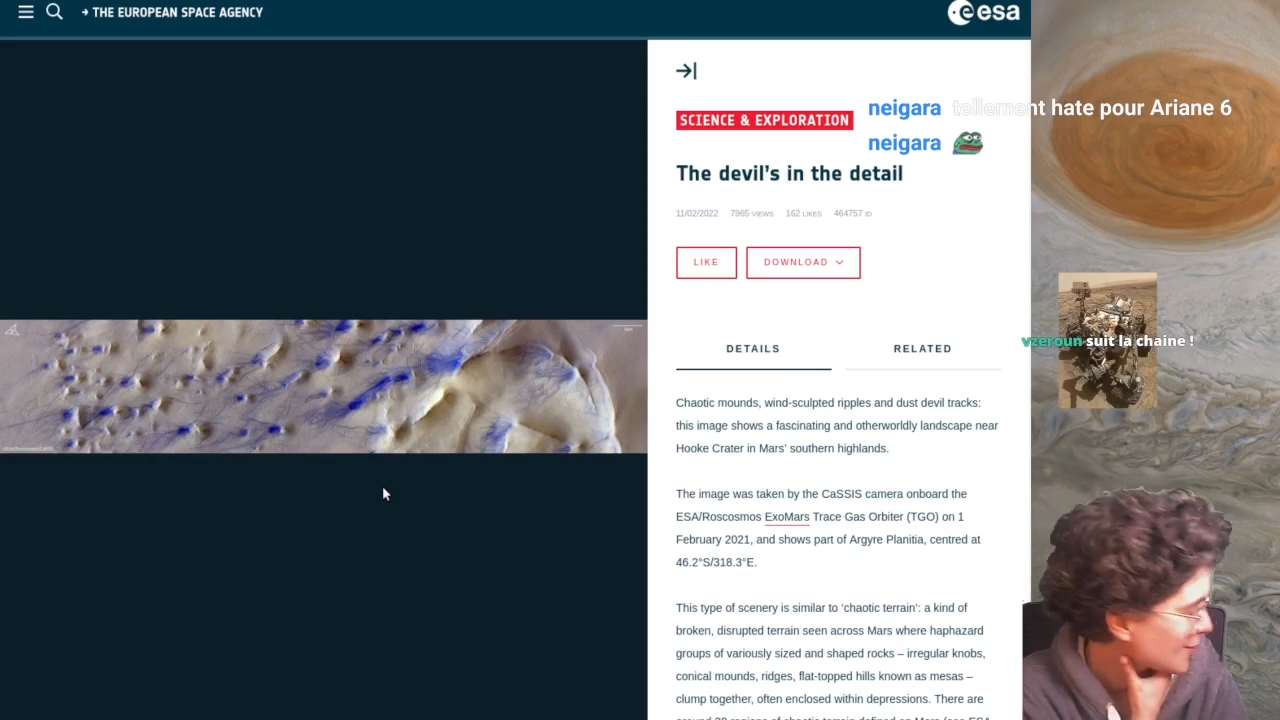 → THE EUROPEAN SPACE AGENCY
esa
SCIENCE & EXPLORATION
neigara tellement hate pour Ariane 6
neigara
The devil's in the detail
11/02/2022 7965 VIEWS 162 LIKES 464757 ID
LIKE
DOWNLOAD
vzeroun suit la chaine !
DETAILS
RELATED
Chaotic mounds, wind-sculpted ripples and dust devil tracks:
this image shows a fascinating and otherworldly landscape near
Hooke Crater in Mars' southern highlands.
The image was taken by the CaSSIS camera onboard the
ESA/Roscosmos ExoMars Trace Gas Orbiter (TGO) on 1
February 2021, and shows part of Argyre Planitia, centred at
46.2°S/318.3°E.
This type of scenery is similar to ‘chaotic terrain’: a kind of
broken, disrupted terrain seen across Mars where haphazard
groups of variously sized and shaped rocks – irregular knobs,
conical mounds, ridges, flat-topped hills known as mesas –
clump together, often enclosed within depressions. There are